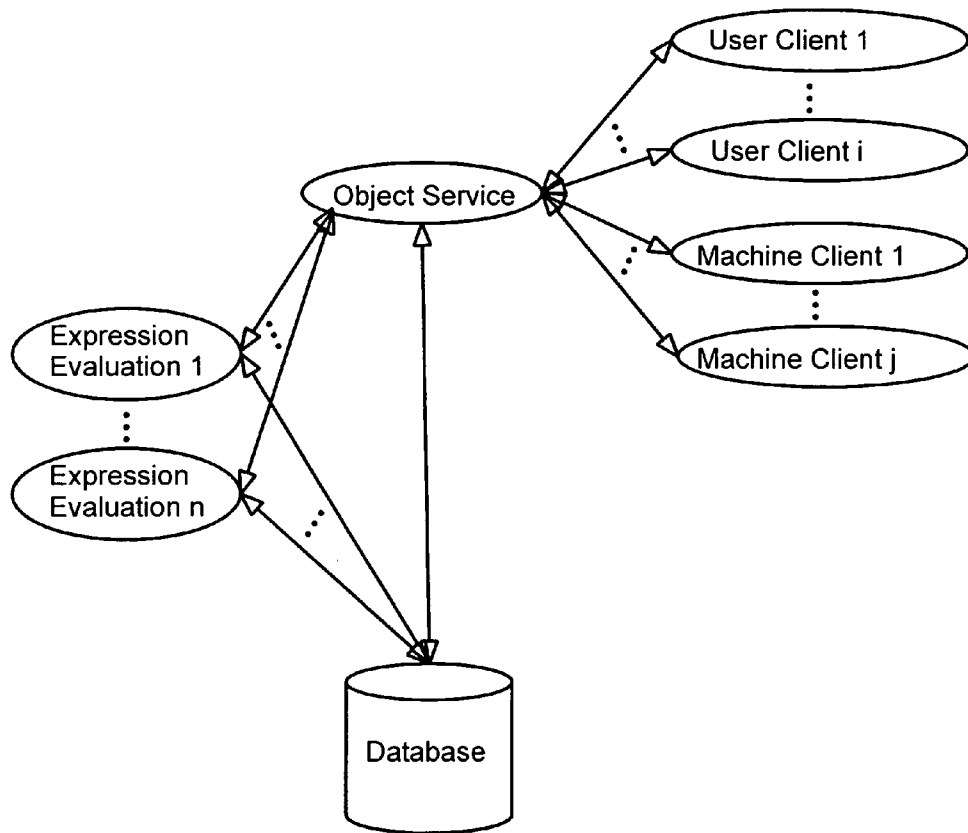 User Client 1
User Client i
Object Service
Machine Client 1
Machine Client j
Expression
Evaluation 1
Expression
Evaluation n
Database